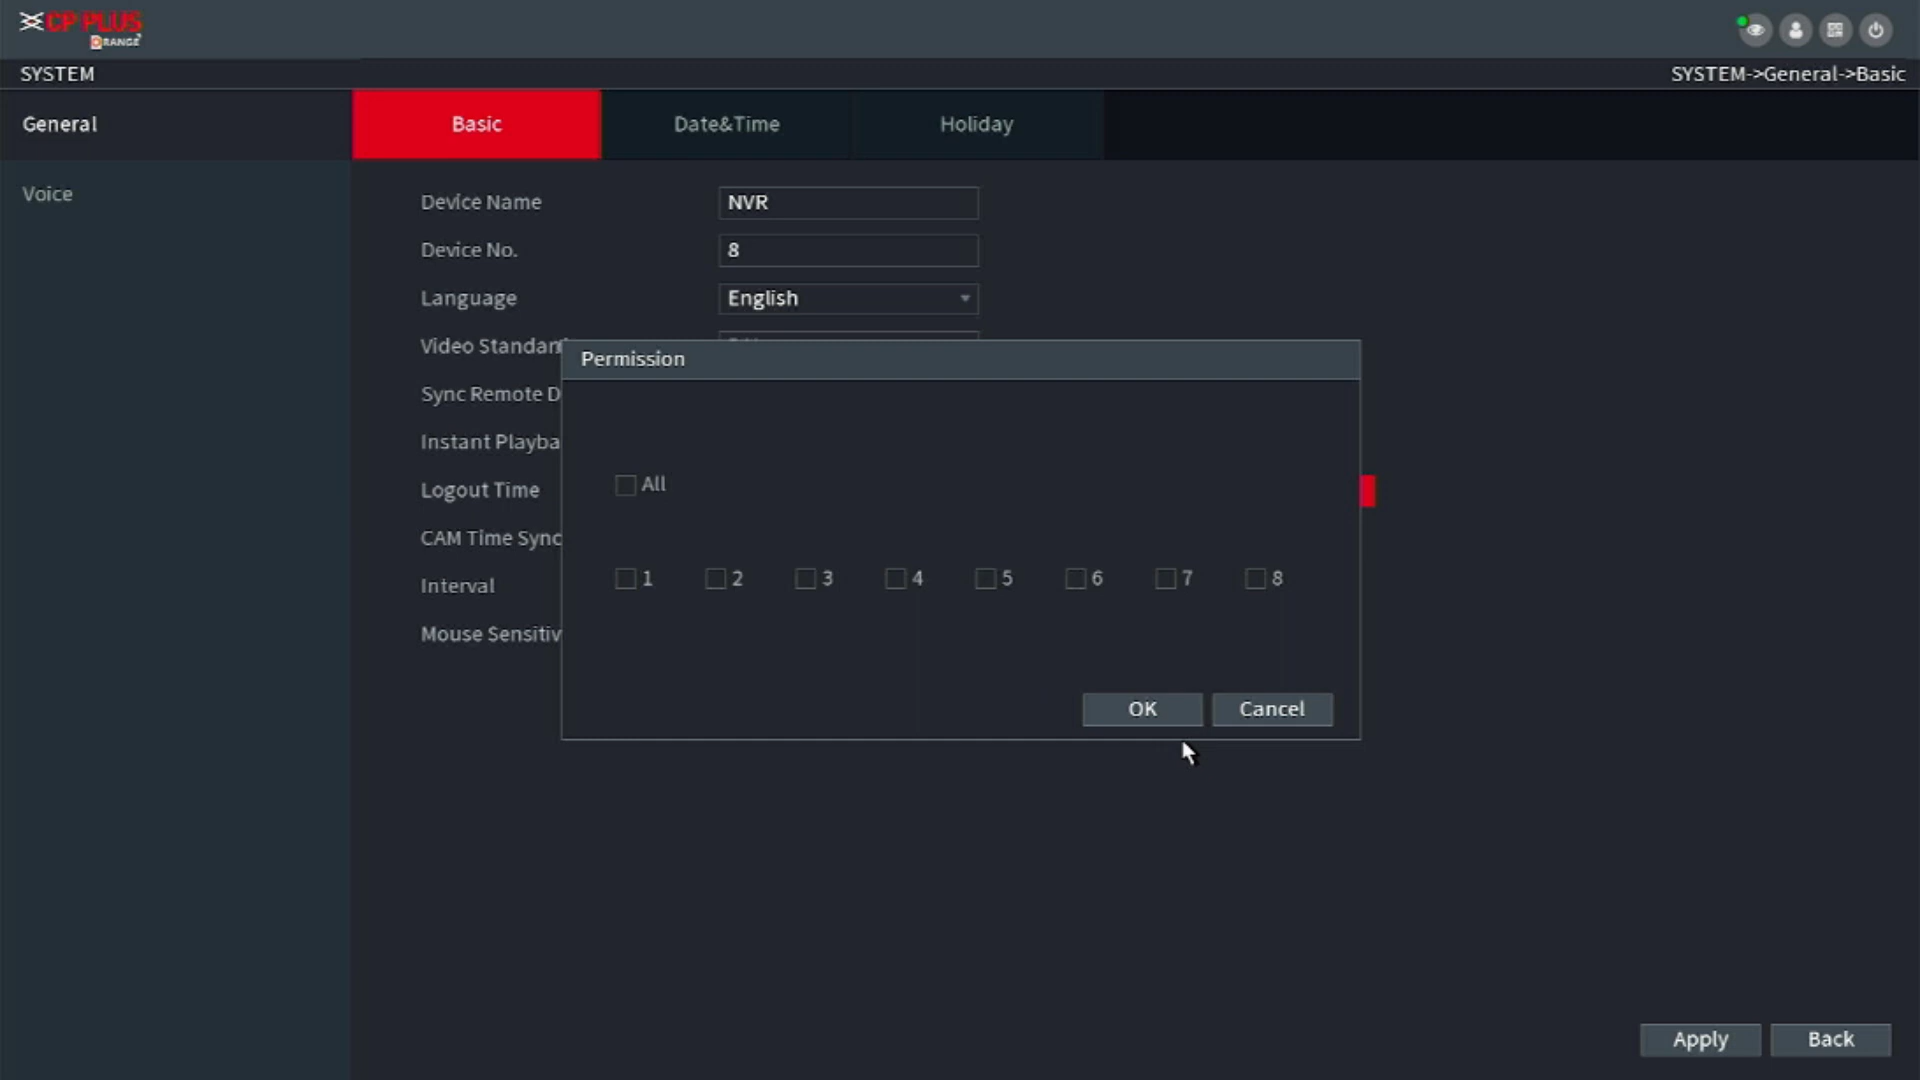 CP PLUS
ORANGE
SYSTEM
SYSTEM->General->Basic
General
Basic
Date&Time
Holiday
Voice
Device Name
NVR
Device No.
8
Language
English
Video Standard
Permission
Sync Remote D
Instant Playba
Logout Time
All
CAM Time Sync
1
2
3
4
5
6
7
8
Interval
Mouse Sensitiv
OK
Cancel
Apply
Back